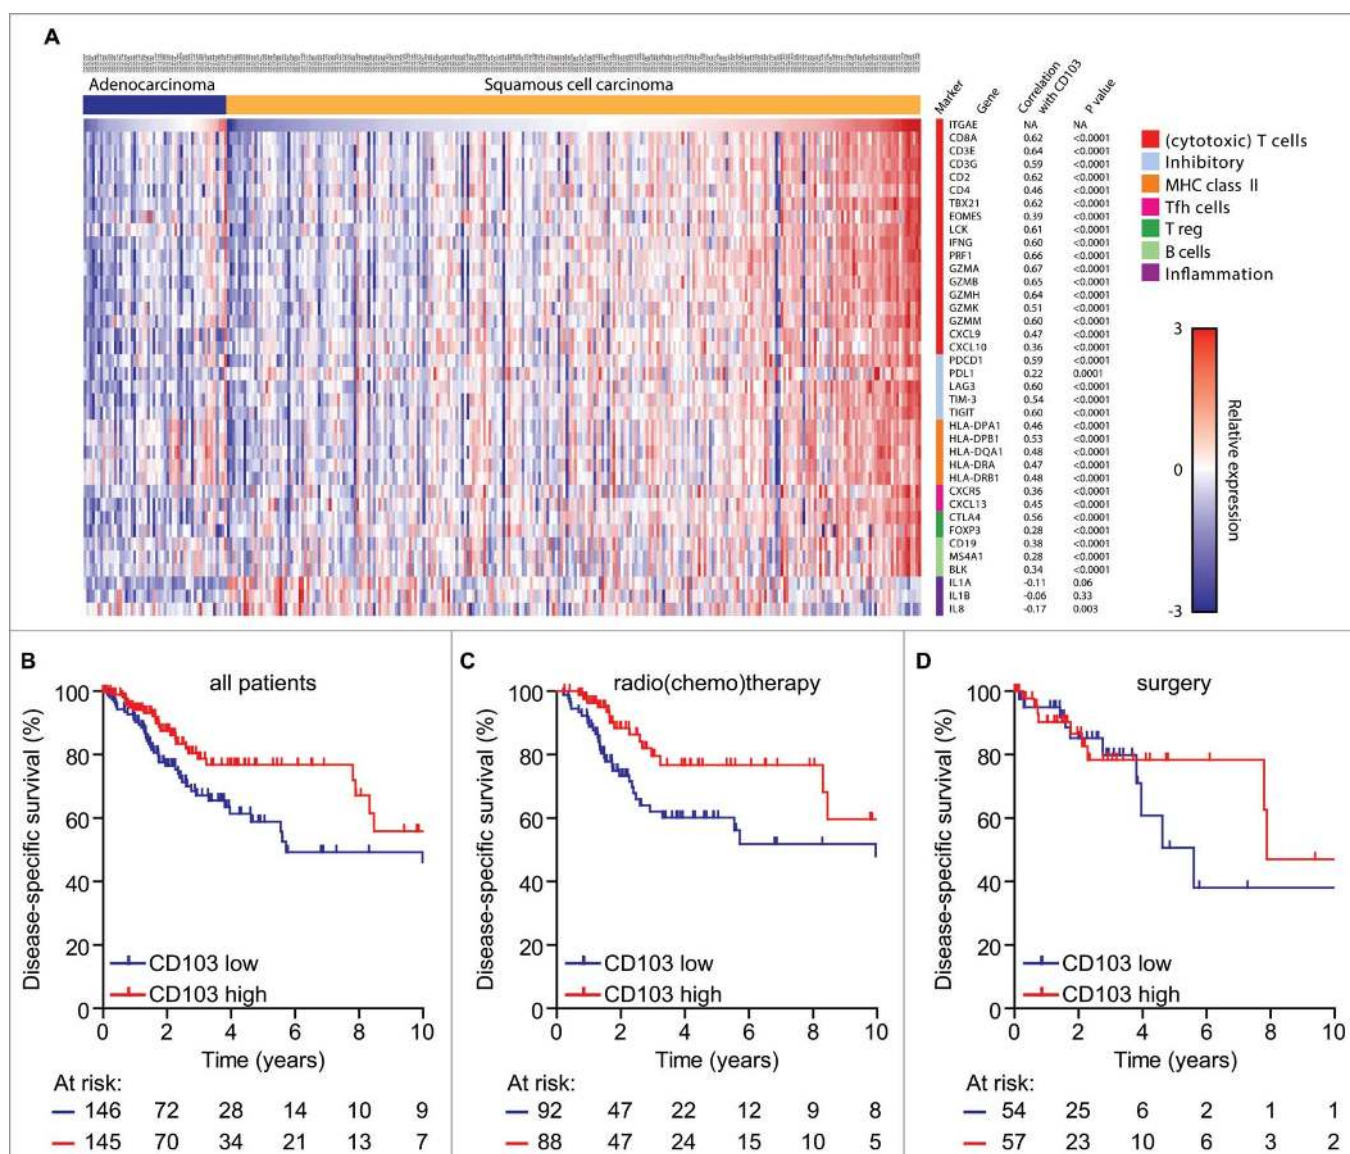 A
Adenocarcinoma
Squamous cell carcinoma
Marker
Gene
Correlation
with CD103
P value
ITGAE NA NA
CD8A 0.62 <0.0001
CD3E 0.64 <0.0001
CD3G 0.59 <0.0001
CD2 0.62 <0.0001
CD4 0.46 <0.0001
TBX21 0.62 <0.0001
EOMES 0.39 <0.0001
LCK 0.61 <0.0001
IFNG 0.60 <0.0001
PRF1 0.66 <0.0001
GZMA 0.67 <0.0001
GZMB 0.65 <0.0001
GZMH 0.64 <0.0001
GZMK 0.51 <0.0001
GZMM 0.60 <0.0001
CXCL9 0.47 <0.0001
CXCL10 0.36 <0.0001
PDCD1 0.59 <0.0001
PDL1 0.22 0.0001
LAG3 0.60 <0.0001
TIM-3 0.54 <0.0001
TIGIT 0.60 <0.0001
HLA-DPA1 0.46 <0.0001
HLA-DPB1 0.53 <0.0001
HLA-DQA1 0.48 <0.0001
HLA-DRA 0.47 <0.0001
HLA-DRB1 0.48 <0.0001
CXCR5 0.36 <0.0001
CXCL13 0.45 <0.0001
CTLA4 0.56 <0.0001
FOXP3 0.28 <0.0001
CD19 0.38 <0.0001
MS4A1 0.28 <0.0001
BLK 0.34 <0.0001
IL1A -0.11 0.06
IL1B -0.06 0.33
IL8 -0.17 0.003
(cytotoxic) T cells
Inhibitory
MHC class II
Tfh cells
T reg
B cells
Inflammation
3
0
-3
Relative expression
B
all patients
Disease-specific survival (%)
100
80
60
40
20
0
CD103 low
CD103 high
0 2 4 6 8 10
Time (years)
At risk:
146 72 28 14 10 9
145 70 34 21 13 7
C
radio(chemo)therapy
Disease-specific survival (%)
100
80
60
40
20
0
CD103 low
CD103 high
0 2 4 6 8 10
Time (years)
At risk:
92 47 22 12 9 8
88 47 24 15 10 5
D
surgery
Disease-specific survival (%)
100
80
60
40
20
0
CD103 low
CD103 high
0 2 4 6 8 10
Time (years)
At risk:
54 25 6 2 1 1
57 23 10 6 3 2